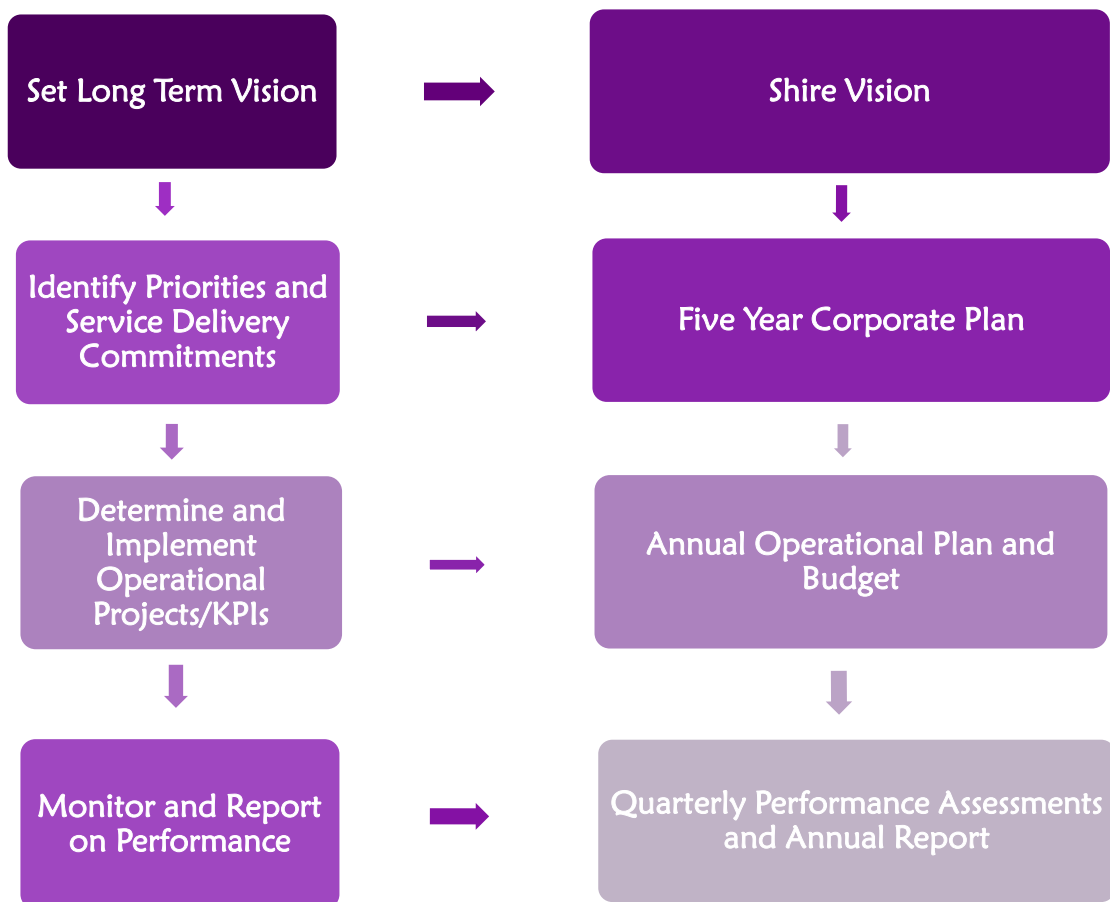 Set Long Term Vision
Shire Vision
Identify Priorities and
Service Delivery
Commitments
Five Year Corporate Plan
Determine and
Implement
Operational
Projects/KPIs
Annual Operational Plan and
Budget
Monitor and Report
on Performance
Quarterly Performance Assessments
and Annual Report